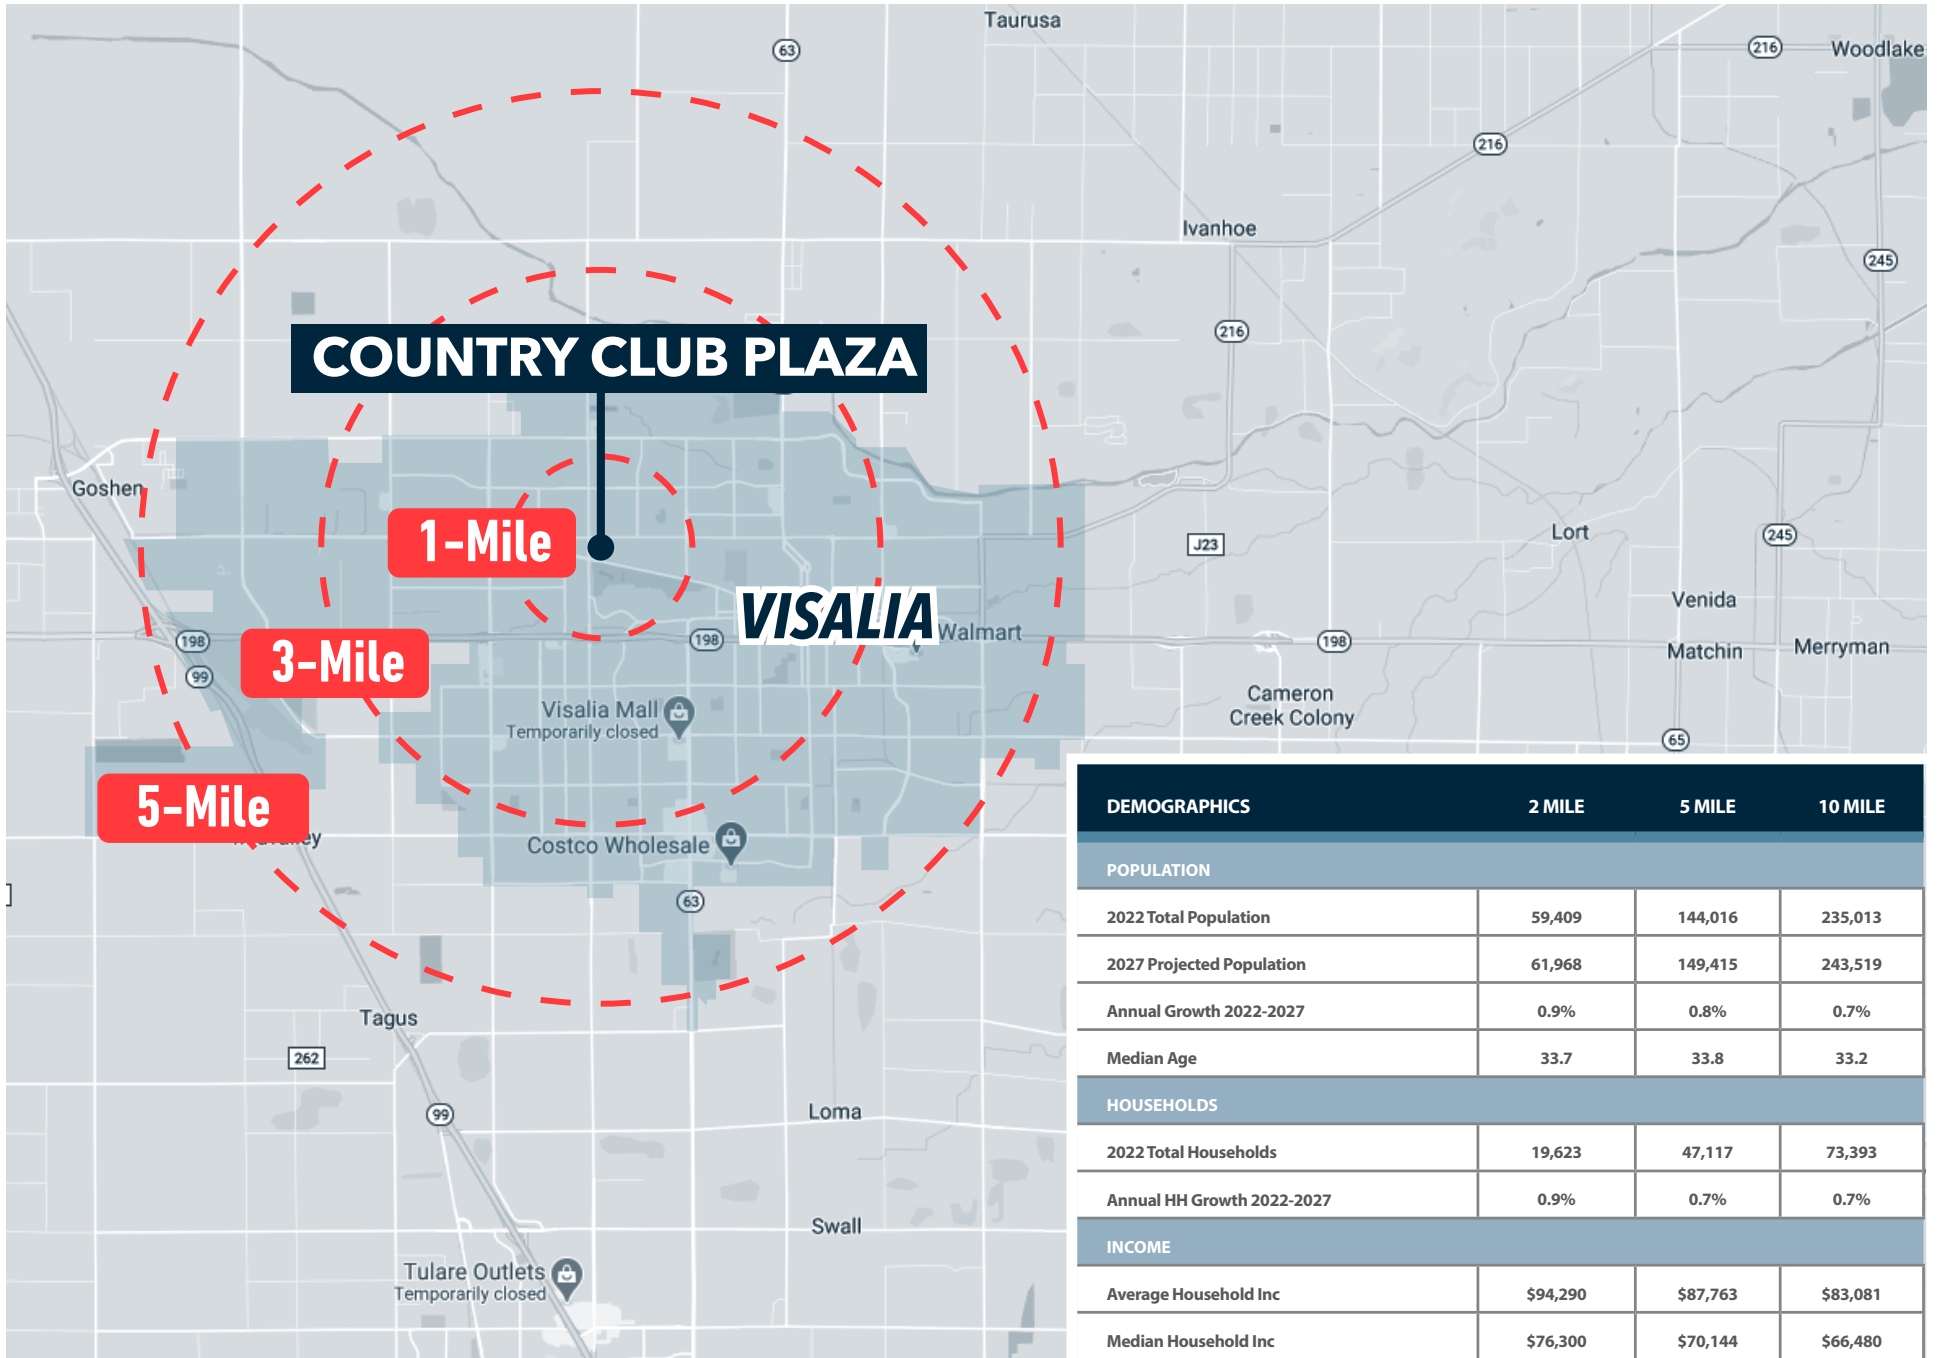 Taurusa
63
216
Woodlake
216
Ivanhoe
245
216
COUNTRY CLUB PLAZA
Goshen
1-Mile
J23
Lort
245
VISALIA
Venida
198
198
Walmart
198
Matchin
Merryman
3-Mile
99
Cameron
Creek Colony
Visalia Mall
Temporarily closed
65
5-Mile
Costco Wholesale
63
Tagus
262
99
Loma
Swall
Tulare Outlets
Temporarily closed
DEMOGRAPHICS 2 MILE 5 MILE 10 MILE
POPULATION
2022 Total Population 59,409 144,016 235,013
2027 Projected Population 61,968 149,415 243,519
Annual Growth 2022-2027 0.9% 0.8% 0.7%
Median Age 33.7 33.8 33.2
HOUSEHOLDS
2022 Total Households 19,623 47,117 73,393
Annual HH Growth 2022-2027 0.9% 0.7% 0.7%
INCOME
Average Household Inc $94,290 $87,763 $83,081
Median Household Inc $76,300 $70,144 $66,480